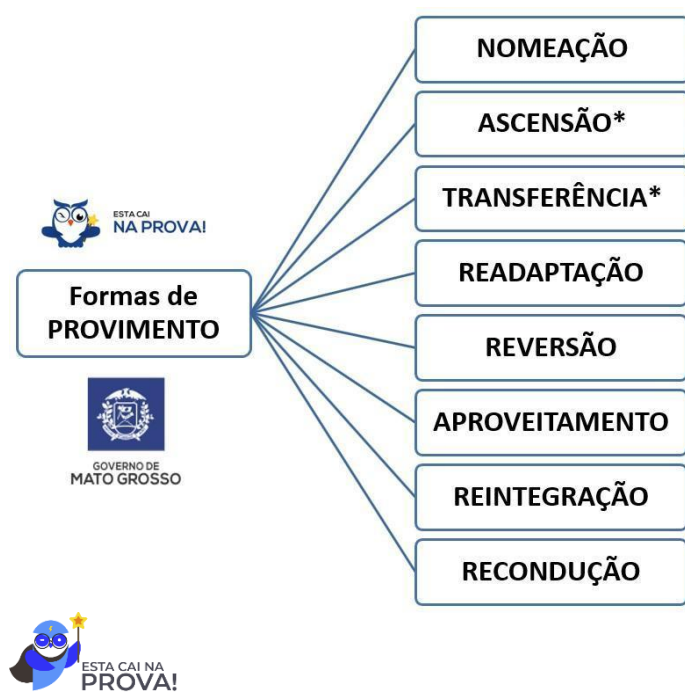 NOMEAÇÃO
ASCENSÃO*
TRANSFERÊNCIA*
READAPTAÇÃO
REVERSÃO
APROVEITAMENTO
REINTEGRAÇÃO
RECONDUÇÃO
ESTA CAI
NA PROVA!
Formas de
PROVIMENTO
GOVERNO DE
MATO GROSSO
ESTA CAI NA
PROVA!